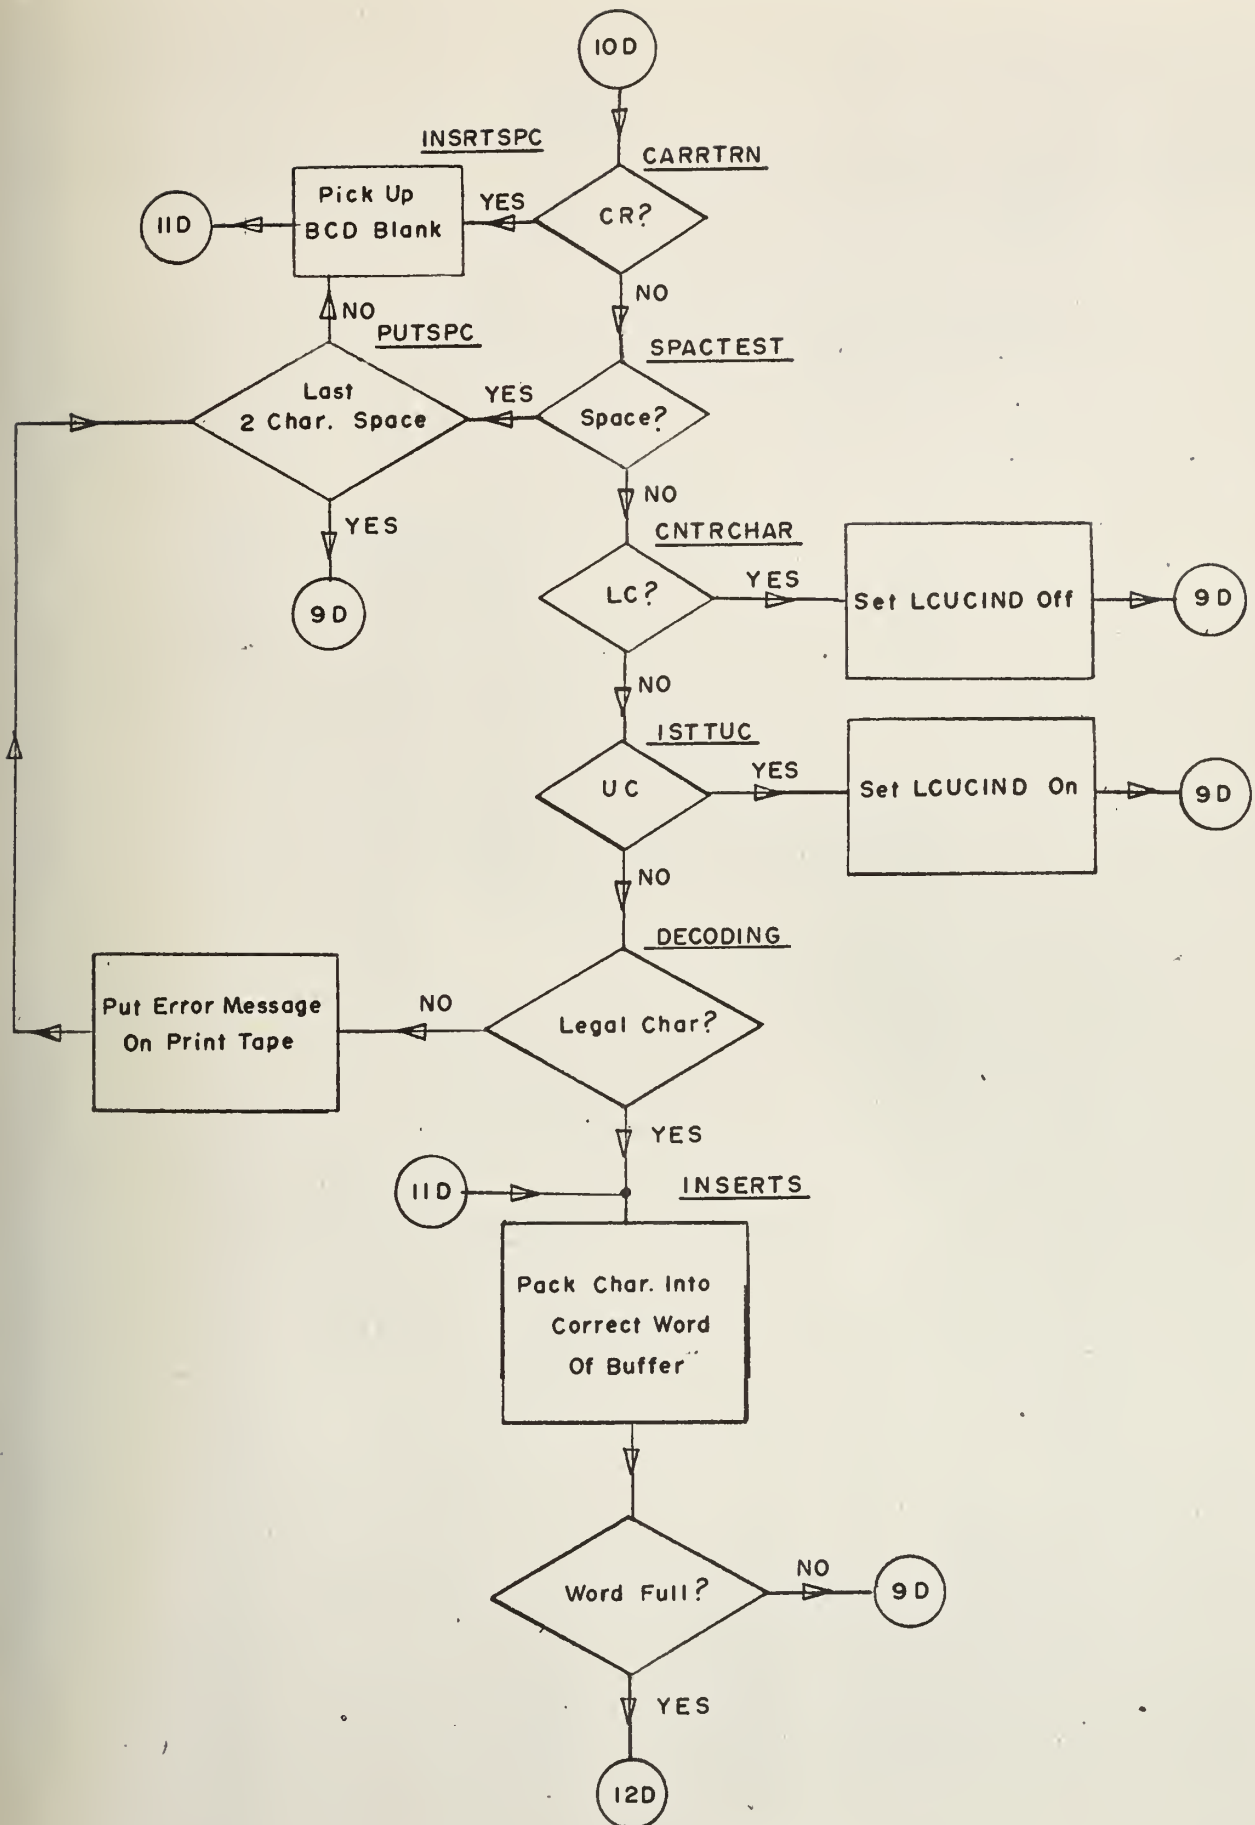 10D
INSRTSPC
CARRTRN
Pick Up
BCD Blank
YES
CR?
11D
NO
NO
PUTSPC
SPACTEST
Last
2 Char. Space
YES
Space?
YES
NO
9D
CNTRCHAR
LC?
YES
Set LCUCIND Off
9D
NO
ISTTUC
UC
YES
Set LCUCIND On
9D
NO
DECODING
Put Error Message
On Print Tape
NO
Legal Char?
YES
11D
INSERTS
Pack Char. Into
Correct Word
Of Buffer
Word Full?
NO
9D
YES
12D